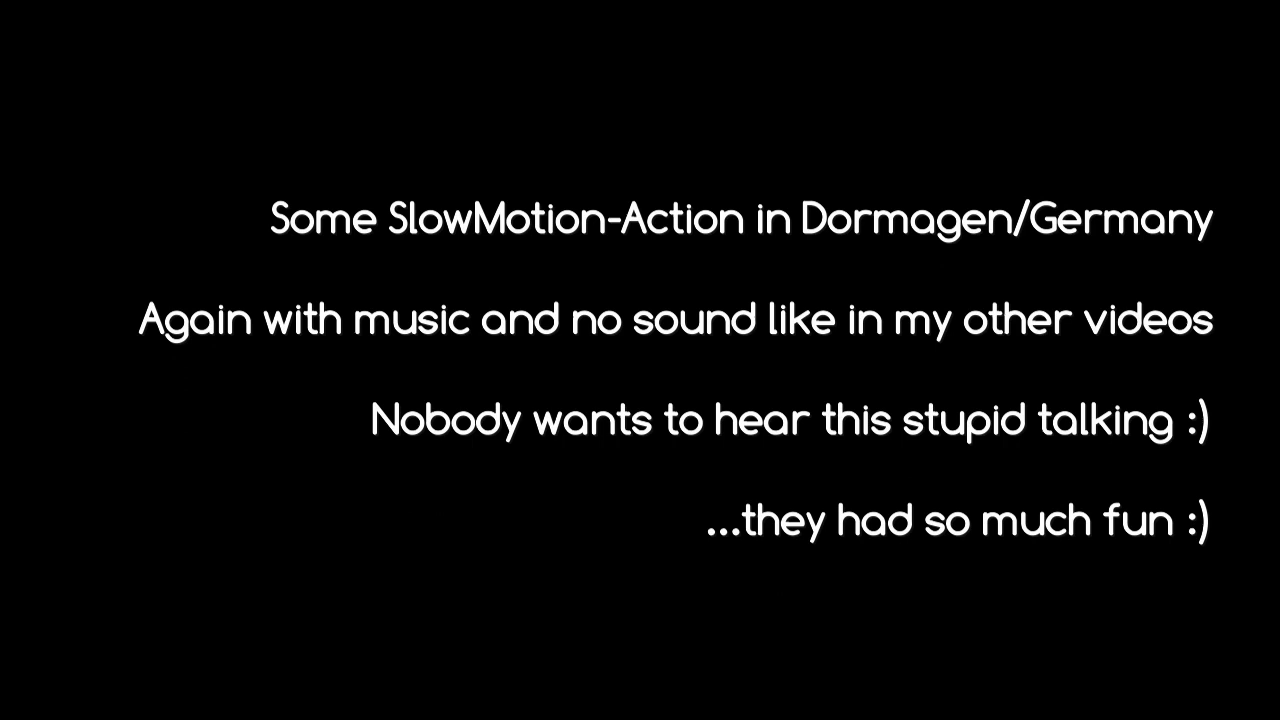 Some SlowMotion-Action in Dormagen/Germany
Again with music and no sound like in my other videos
Nobody wants to hear this stupid talking :)
...they had so much fun :)